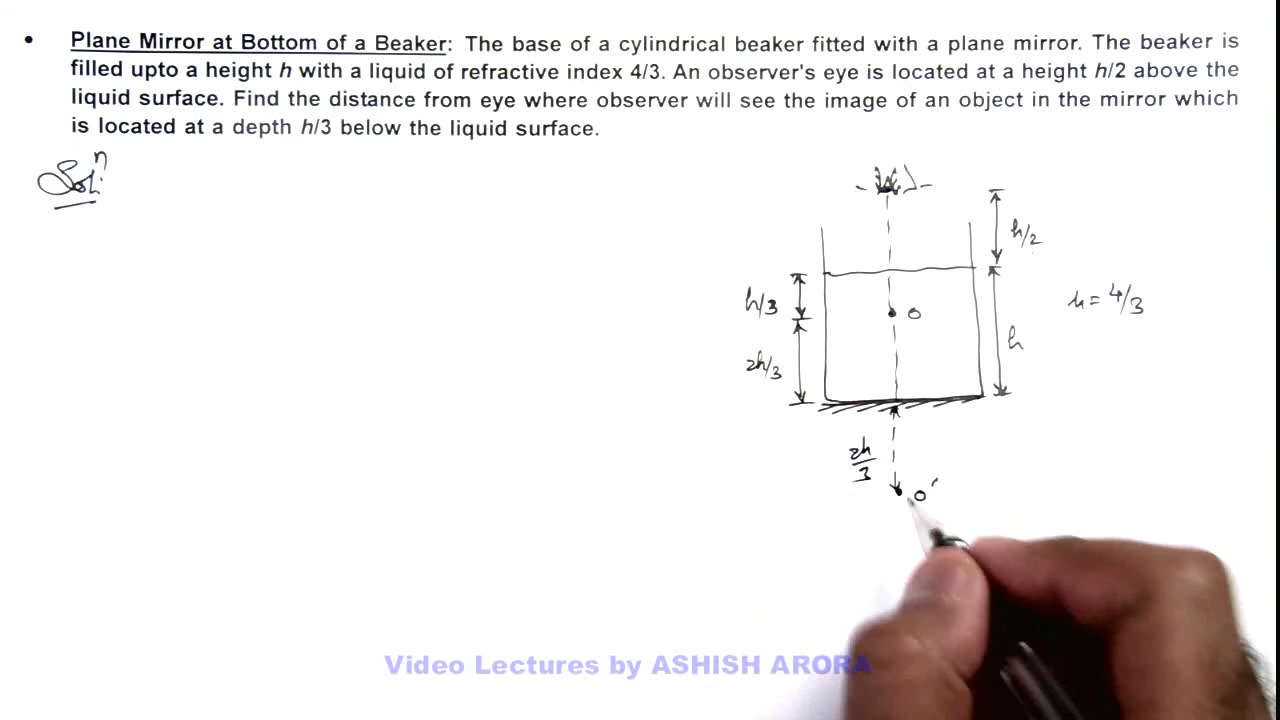 • Plane Mirror at Bottom of a Beaker: The base of a cylindrical beaker fitted with a plane mirror. The beaker is
filled upto a height h with a liquid of refractive index 4/3. An observer's eye is located at a height h/2 above the
liquid surface. Find the distance from eye where observer will see the image of an object in the mirror which
is located at a depth h/3 below the liquid surface.
Solⁿ:
h/2
h/3
O
μ = 4/3
h
2h/3
2h/3
O′
Video Lectures by ASHISH ARORA